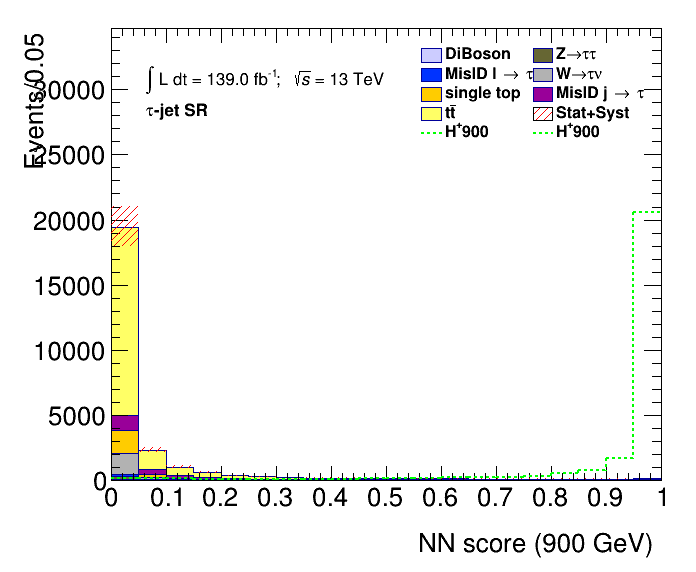 Events/0.05
∫ L dt = 139.0 fb⁻¹; √s = 13 TeV
τ-jet SR
DiBoson
MisID l → τ
single top
tt̄
H⁺900
Z→ττ
W→τν
MisID j → τ
Stat+Syst
H⁺900
30000
25000
20000
15000
10000
5000
0
0 0.1 0.2 0.3 0.4 0.5 0.6 0.7 0.8 0.9 1
NN score (900 GeV)